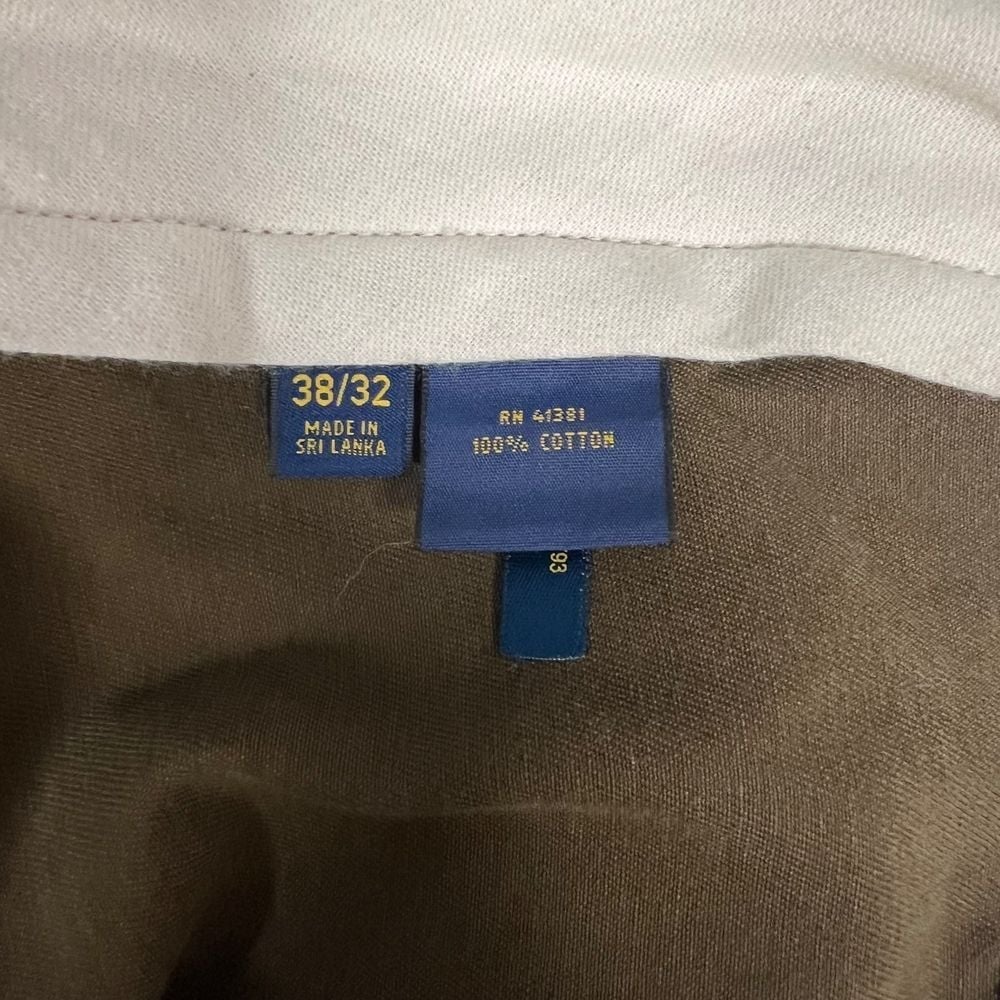 38/32
MADE IN
SRI LANKA
RN 41381
100% COTTON
93